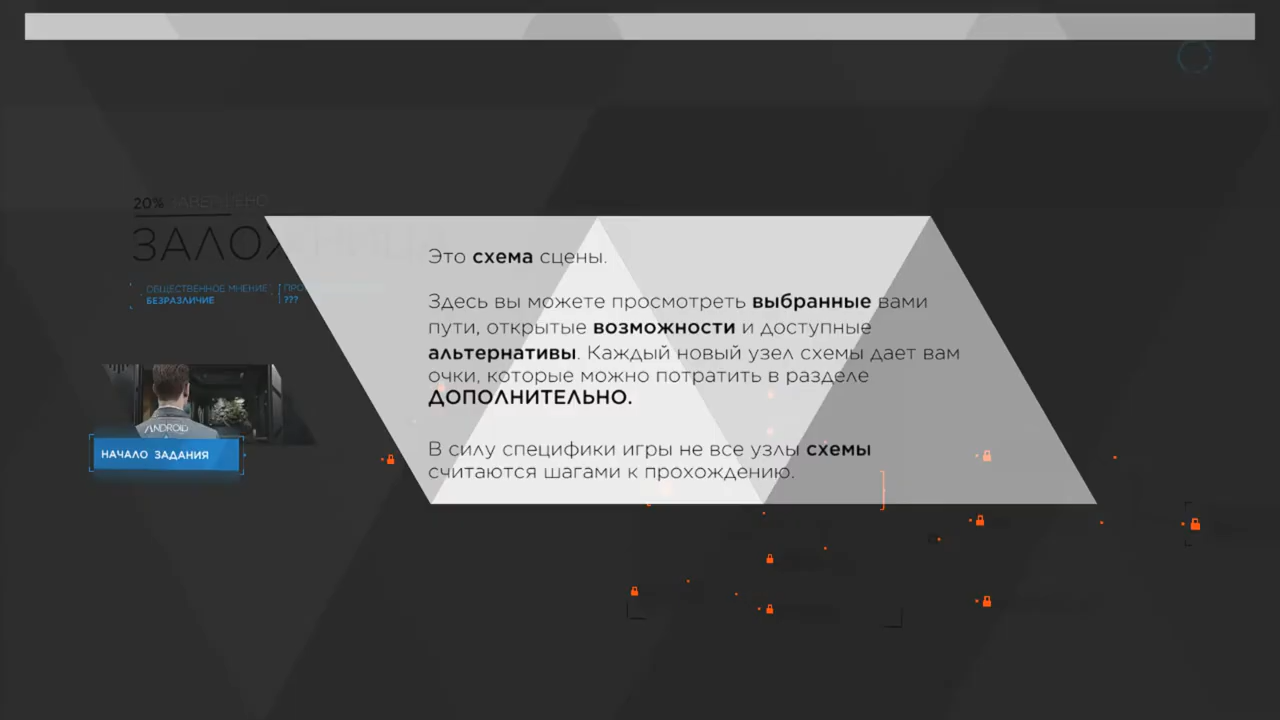 20% ЗАВЕРШЕНО
ЗАЛОЖНИЦА
ОБЩЕСТВЕННОЕ МНЕНИЕ
БЕЗРАЗЛИЧИЕ
???
ANDROID
НАЧАЛО ЗАДАНИЯ
Это схема сцены.
Здесь вы можете просмотреть выбранные вами
пути, открытые возможности и доступные
альтернативы. Каждый новый узел схемы дает вам
очки, которые можно потратить в разделе
ДОПОЛНИТЕЛЬНО.
В силу специфики игры не все узлы схемы
считаются шагами к прохождению.